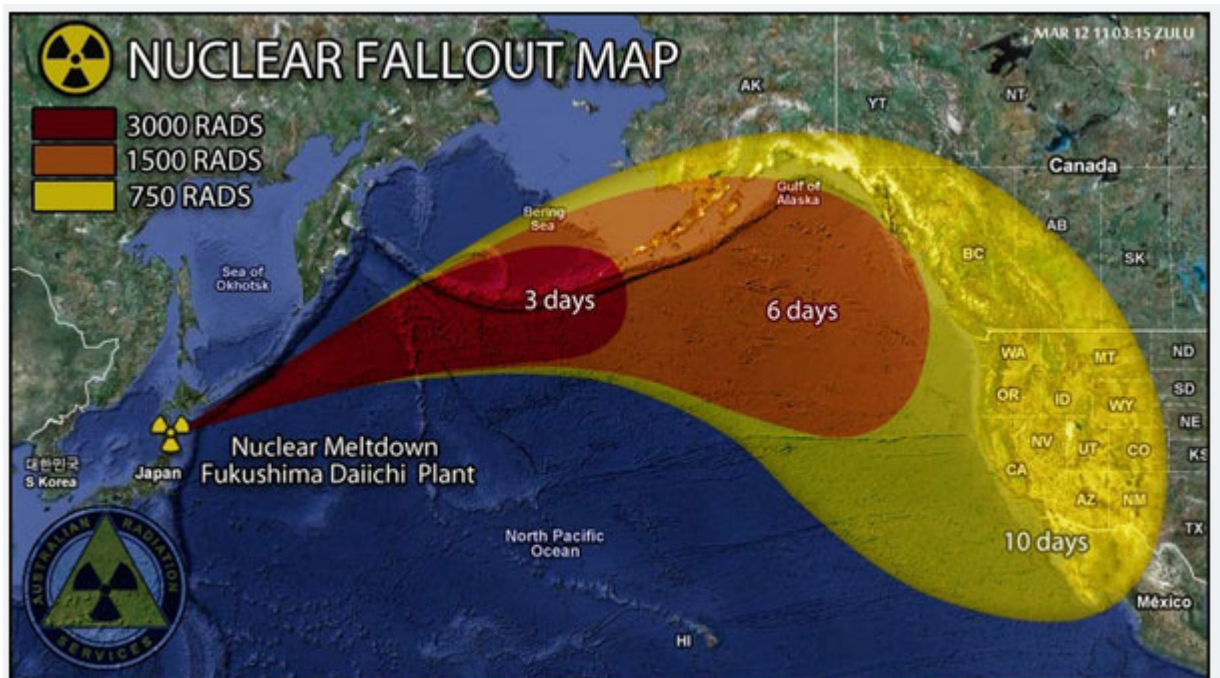 MAR 12 11 03:15 ZULU
NUCLEAR FALLOUT MAP
3000 RADS
1500 RADS
750 RADS
AK
YT
NT
Canada
Gulf of
Alaska
Bering
Sea
AB
BC
SK
Sea of
Okhotsk
3 days
6 days
WA
MT
ND
OR
ID
WY
SD
NE
NV
UT
CO
KS
CA
AZ
NM
TX
Nuclear Meltdown
Fukushima Daiichi Plant
대한민국
S Korea
Japan
North Pacific
Ocean
10 days
México
HI
AUSTRALIAN RADIATION
SERVICES